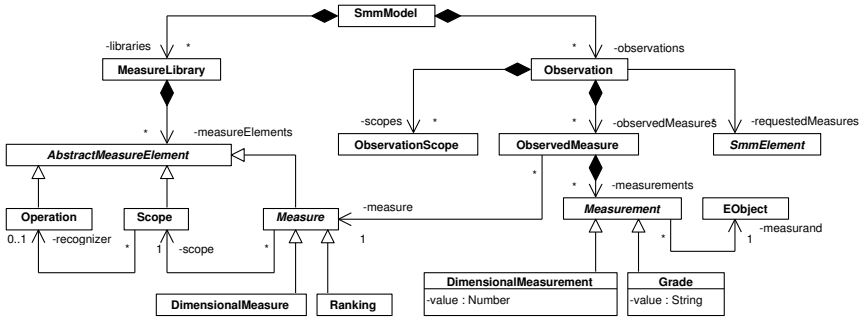 SmmModel
-libraries * * -observations
MeasureLibrary Observation
-scopes * -observedMeasures * -requestedMeasures
* -measureElements *
AbstractMeasureElement ObservationScope ObservedMeasure SmmElement
* * -measurements
Operation Scope Measure -measure Measurement EObject
0..1 -recognizer * 1 -scope * 1 * 1 -measurand
DimensionalMeasure Ranking DimensionalMeasurement Grade
-value : Number -value : String